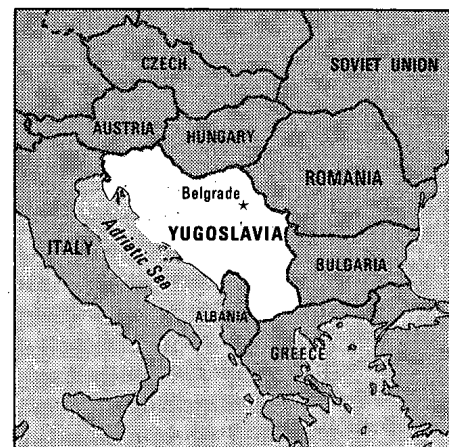 CZECH.
SOVIET UNION
AUSTRIA
HUNGARY
ROMANIA
Belgrade
YUGOSLAVIA
ITALY
Adriatic Sea
BULGARIA
ALBANIA
GREECE